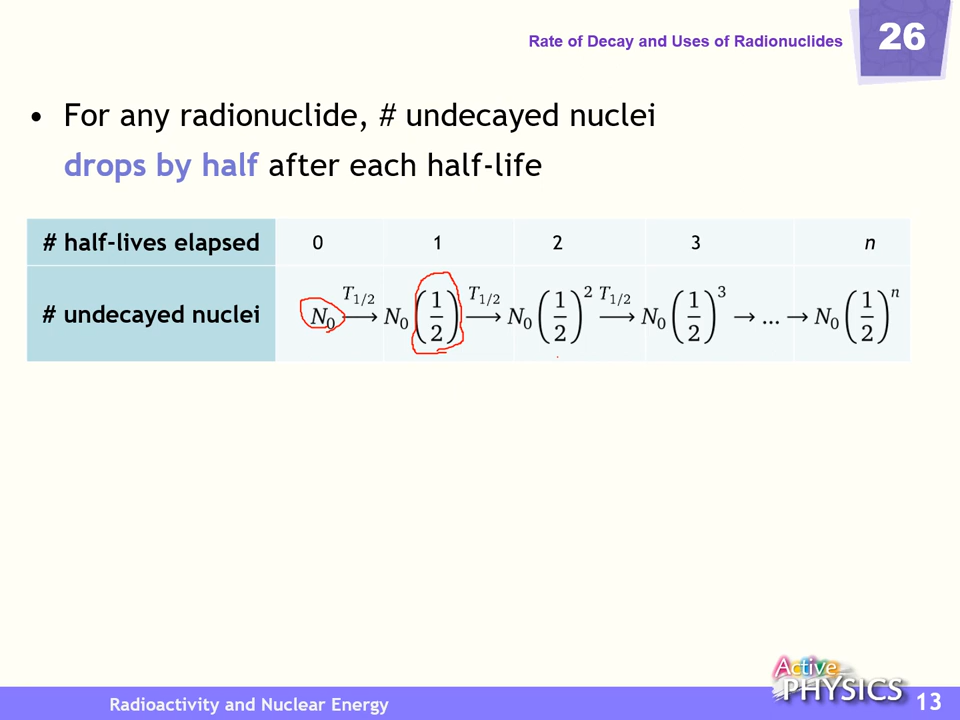 Rate of Decay and Uses of Radionuclides 26
• For any radionuclide, # undecayed nuclei
drops by half after each half-life
# half-lives elapsed 0 1 2 3 n
# undecayed nuclei N₀ —T₁/₂→ N₀(1/2) —T₁/₂→ N₀(1/2)² —T₁/₂→ N₀(1/2)³ → ... → N₀(1/2)ⁿ
Active
PHYSICS
Radioactivity and Nuclear Energy 13